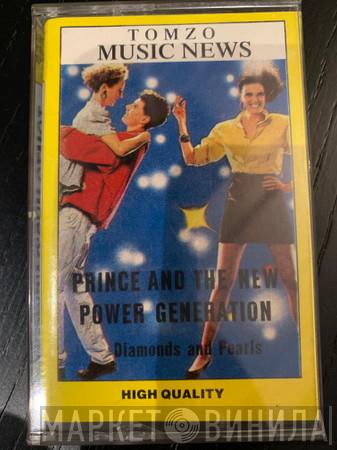 TOMZO
MUSIC NEWS
PRINCE AND THE NEW
POWER GENERATION
Diamonds and Pearls
HIGH QUALITY
МАРКЕТ ВИНИЛА